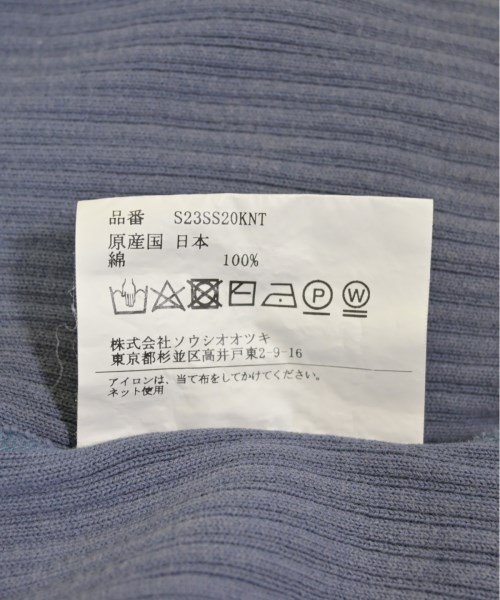 品番 S23SS20KNT
原産国 日本
綿 100%
P W
株式会社ソウシオオツキ
東京都杉並区高井戸東2-9-16
アイロンは、当て布をしてかけてください。
ネット使用